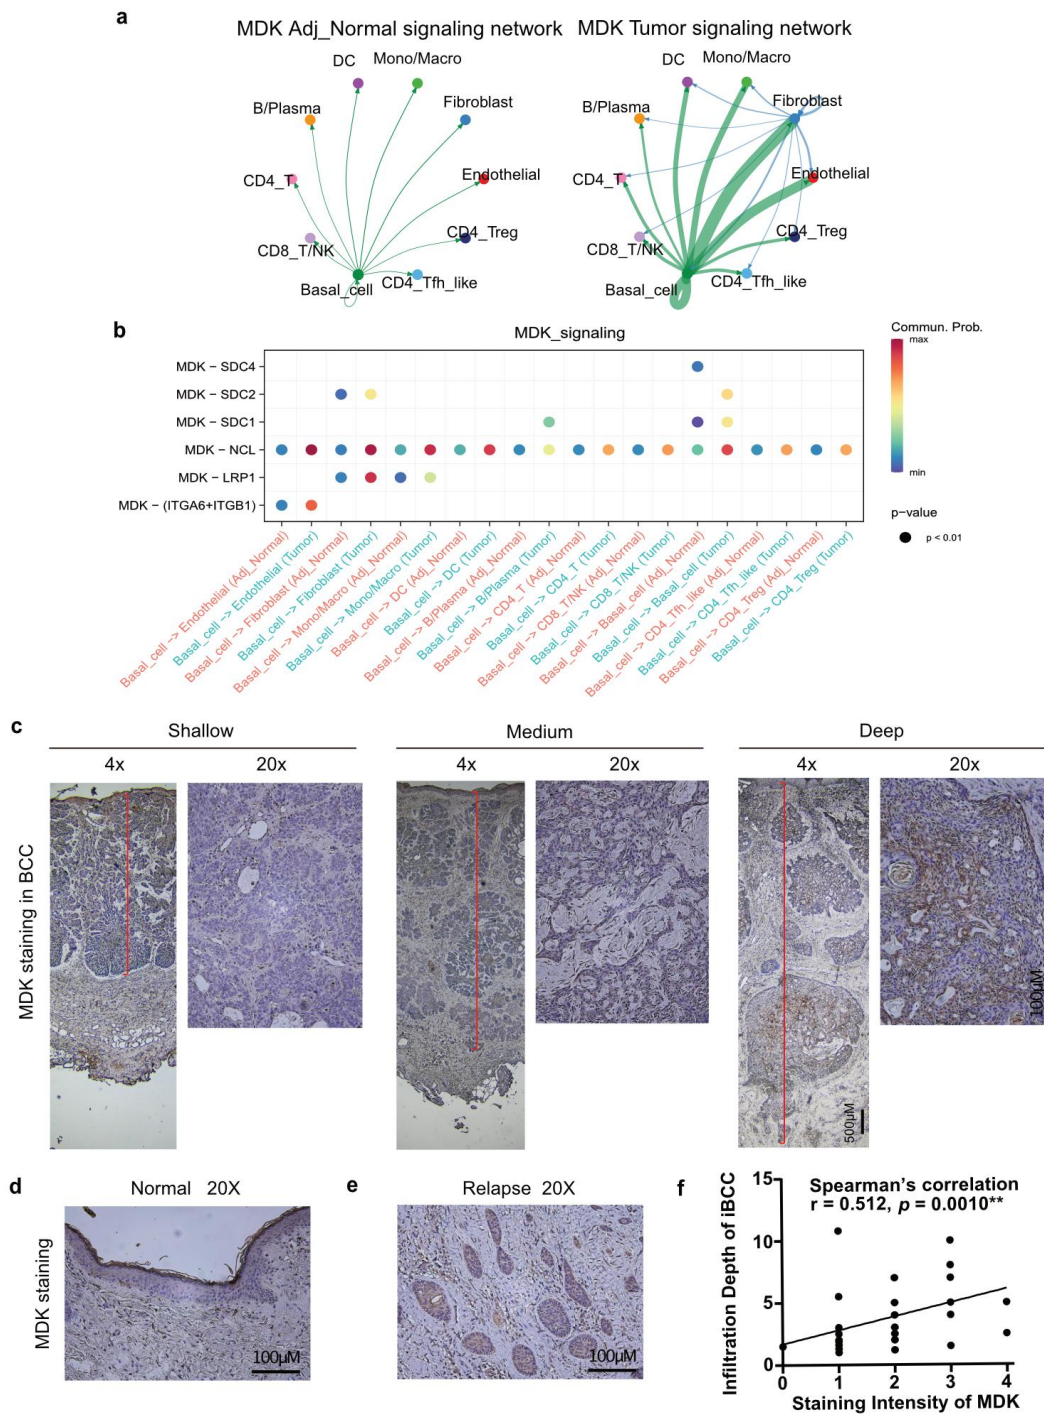 a
MDK Adj_Normal signaling network
MDK Tumor signaling network
DC
Mono/Macro
B/Plasma
Fibroblast
CD4_T
Endothelial
CD8_T/NK
CD4_Treg
Basal_cell
CD4_Tfh_like
DC
Mono/Macro
B/Plasma
Fibroblast
CD4_T
Endothelial
CD8_T/NK
CD4_Treg
Basal_cell
CD4_Tfh_like
b
MDK_signaling
MDK − SDC4
MDK − SDC2
MDK − SDC1
MDK − NCL
MDK − LRP1
MDK − (ITGA6+ITGB1)
Basal_cell -> Endothelial (Adj_Normal)
Basal_cell -> Endothelial (Tumor)
Basal_cell -> Fibroblast (Adj_Normal)
Basal_cell -> Fibroblast (Tumor)
Basal_cell -> Mono/Macro (Adj_Normal)
Basal_cell -> Mono/Macro (Tumor)
Basal_cell -> DC (Adj_Normal)
Basal_cell -> DC (Tumor)
Basal_cell -> B/Plasma (Adj_Normal)
Basal_cell -> B/Plasma (Tumor)
Basal_cell -> CD4_T (Adj_Normal)
Basal_cell -> CD4_T (Tumor)
Basal_cell -> CD8_T/NK (Adj_Normal)
Basal_cell -> CD8_T/NK (Tumor)
Basal_cell -> Basal_cell (Adj_Normal)
Basal_cell -> Basal_cell (Tumor)
Basal_cell -> CD4_Tfh_like (Adj_Normal)
Basal_cell -> CD4_Tfh_like (Tumor)
Basal_cell -> CD4_Treg (Adj_Normal)
Basal_cell -> CD4_Treg (Tumor)
Commun. Prob.
max
min
p−value
p < 0.01
c
Shallow
Medium
Deep
4x
20x
4x
20x
4x
20x
MDK staining in BCC
500µM
100µM
d
Normal 20X
MDK staining
100µM
e
Relapse 20X
100µM
f
Spearman's correlation
r = 0.512, p = 0.0010**
Infiltration Depth of iBCC
15
10
5
0
0
1
2
3
4
Staining Intensity of MDK